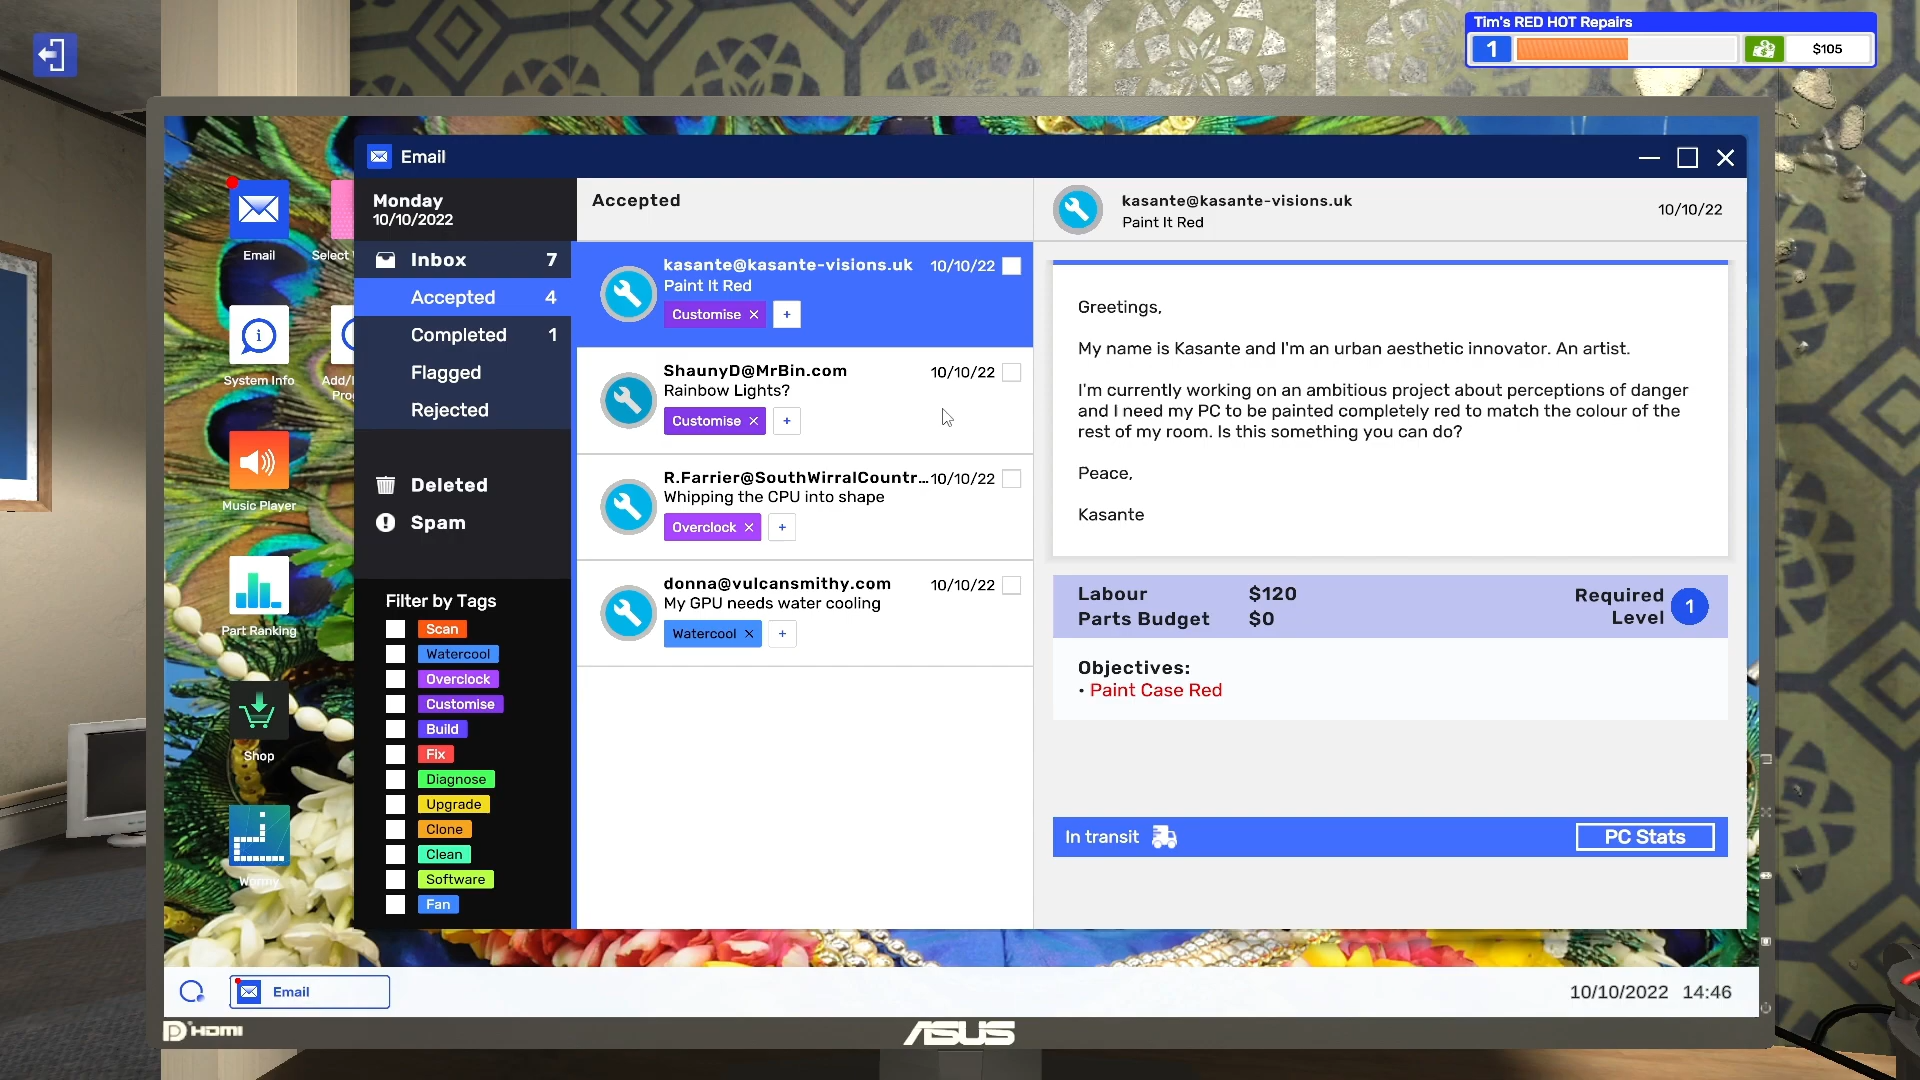 Tim's RED HOT Repairs
1
$105
Email
Monday
10/10/2022
Inbox 7
Accepted 4
Completed 1
Flagged
Rejected
Deleted
Spam
Filter by Tags
Scan
Watercool
Overclock
Customise
Build
Fix
Diagnose
Upgrade
Clone
Clean
Software
Fan
Email
Select
System Info
Add/
Music Player
Part Ranking
Shop
Wormy
Accepted
kasante@kasante-visions.uk 10/10/22
Paint It Red
Customise × +
ShaunyD@MrBin.com 10/10/22
Rainbow Lights?
Customise × +
R.Farrier@SouthWirralCountr... 10/10/22
Whipping the CPU into shape
Overclock × +
donna@vulcansmithy.com 10/10/22
My GPU needs water cooling
Watercool × +
kasante@kasante-visions.uk
Paint It Red
10/10/22
Greetings,
My name is Kasante and I'm an urban aesthetic innovator. An artist.
I'm currently working on an ambitious project about perceptions of danger
and I need my PC to be painted completely red to match the colour of the
rest of my room. Is this something you can do?
Peace,
Kasante
Labour $120
Parts Budget $0
Required
Level 1
Objectives:
• Paint Case Red
In transit
PC Stats
Email
10/10/2022 14:46
HDMI
ASUS